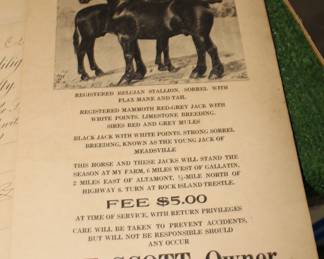 REGISTERED BELGIAN STALLION, SORREL WITH
FLAX MANE AND TAIL.
REGISTERED MAMMOTH RED-GREY JACK WITH
WHITE POINTS. LIMESTONE BREEDING.
SIRES RED AND GREY MULES
BLACK JACK WITH WHITE POINTS, STRONG SORREL
BREEDING, KNOWN AS THE YOUNG JACK OF
MEADSVILLE
THIS HORSE AND THESE JACKS WILL STAND THE
SEASON AT MY FARM, 6 MILES WEST OF GALLATIN,
2 MILES EAST OF ALTAMONT, ½-MILE NORTH OF
HIGHWAY 6. TURN AT ROCK ISLAND TRESTLE.
FEE $5.00
AT TIME OF SERVICE, WITH RETURN PRIVILEGES
CARE WILL BE TAKEN TO PREVENT ACCIDENTS,
BUT WILL NOT BE RESPONSIBLE SHOULD
ANY OCCUR
SCOTT, Owner